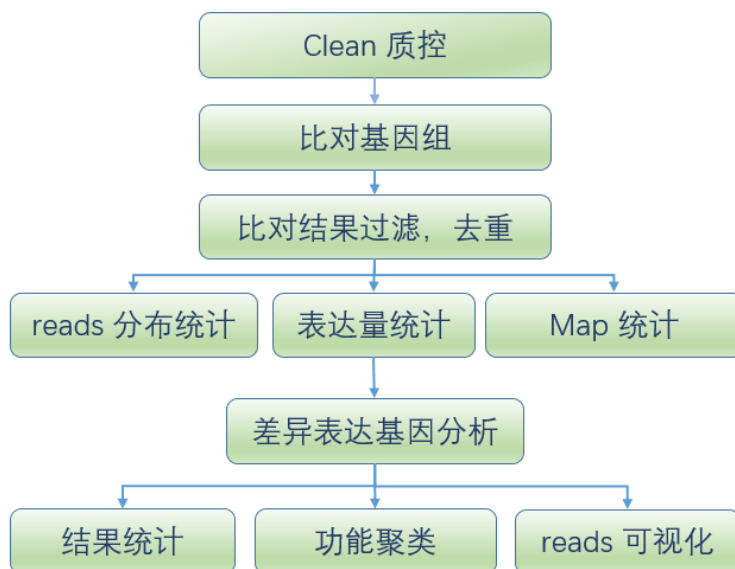 Clean 质控
比对基因组
比对结果过滤，去重
reads 分布统计
表达量统计
Map 统计
差异表达基因分析
结果统计
功能聚类
reads 可视化